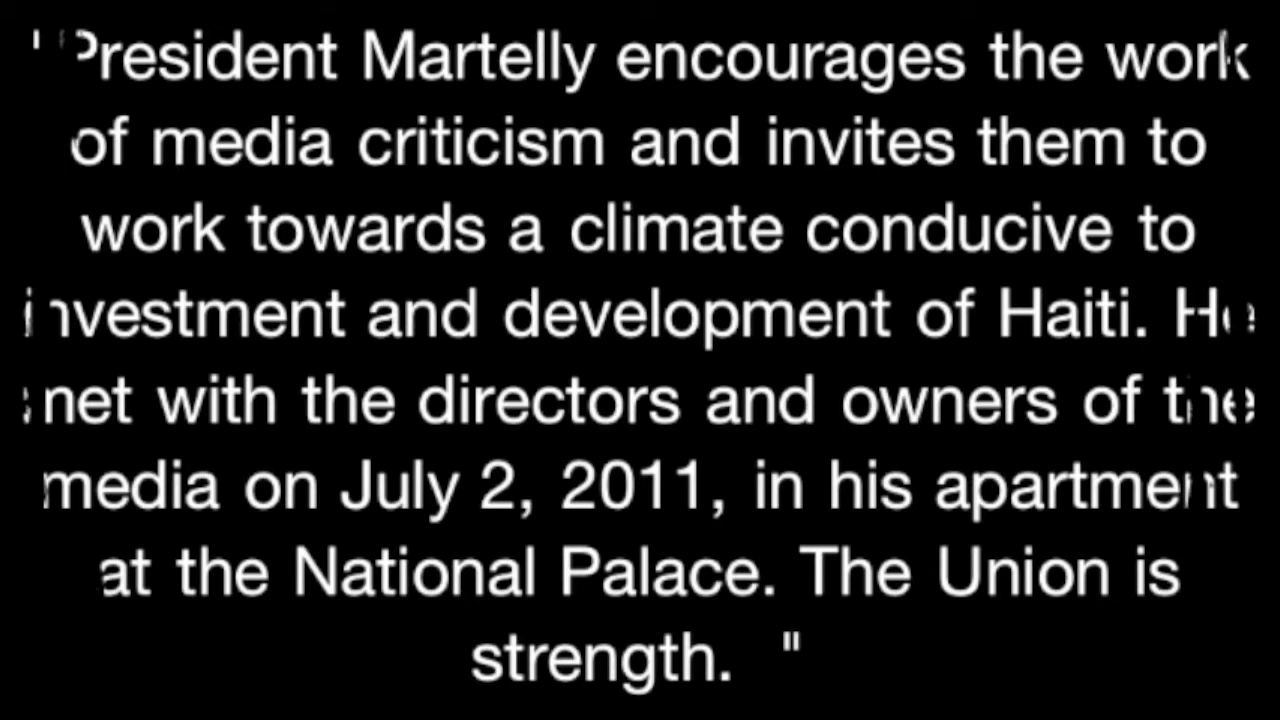 "President Martelly encourages the work
of media criticism and invites them to
work towards a climate conducive to
investment and development of Haiti. He
met with the directors and owners of the
media on July 2, 2011, in his apartment
at the National Palace. The Union is
strength. "